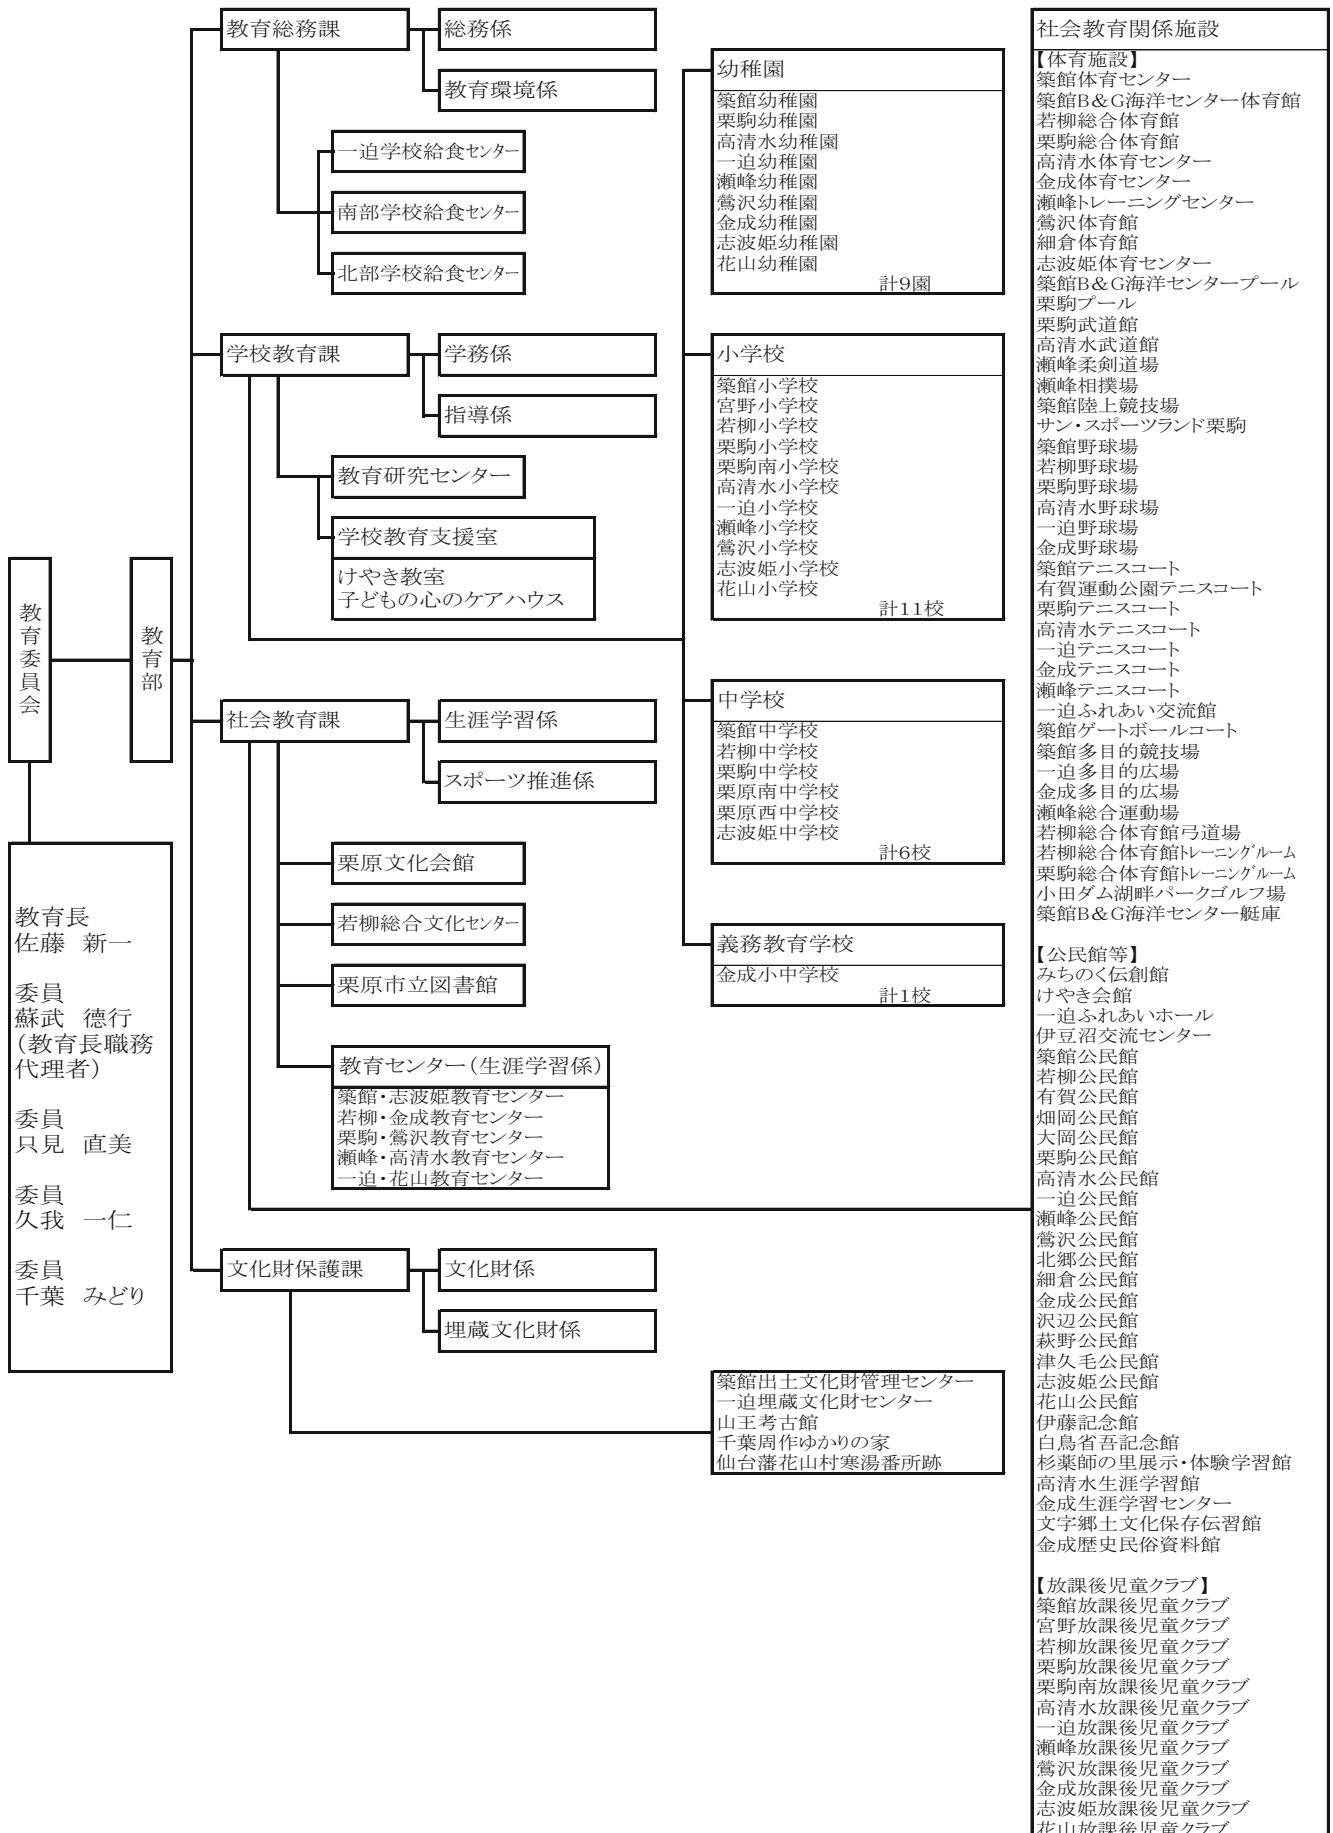 教育委員会
教育部
教育長
佐藤　新一
委員
蘇武　徳行
（教育長職務
代理者）
委員
只見　直美
委員
久我　一仁
委員
千葉　みどり
教育総務課
総務係
教育環境係
一迫学校給食センター
南部学校給食センター
北部学校給食センター
学校教育課
学務係
指導係
教育研究センター
学校教育支援室
けやき教室
子どもの心のケアハウス
社会教育課
生涯学習係
スポーツ推進係
栗原文化会館
若柳総合文化センター
栗原市立図書館
教育センター（生涯学習係）
築館・志波姫教育センター
若柳・金成教育センター
栗駒・鶯沢教育センター
瀬峰・高清水教育センター
一迫・花山教育センター
文化財保護課
文化財係
埋蔵文化財係
幼稚園
築館幼稚園
栗駒幼稚園
高清水幼稚園
一迫幼稚園
瀬峰幼稚園
鶯沢幼稚園
金成幼稚園
志波姫幼稚園
花山幼稚園
計9園
小学校
築館小学校
宮野小学校
若柳小学校
栗駒小学校
栗駒南小学校
高清水小学校
一迫小学校
瀬峰小学校
鶯沢小学校
志波姫小学校
花山小学校
計11校
中学校
築館中学校
若柳中学校
栗駒中学校
栗原南中学校
栗原西中学校
志波姫中学校
計6校
義務教育学校
金成小中学校
計1校
築館出土文化財管理センター
一迫埋蔵文化財センター
山王考古館
千葉周作ゆかりの家
仙台藩花山村寒湯番所跡
社会教育関係施設
【体育施設】
築館体育センター
築館B＆G海洋センター体育館
若柳総合体育館
栗駒総合体育館
高清水体育センター
金成体育センター
瀬峰トレーニングセンター
鶯沢体育館
細倉体育館
志波姫体育センター
築館B＆G海洋センタープール
栗駒プール
栗駒武道館
高清水武道館
瀬峰柔剣道場
瀬峰相撲場
築館陸上競技場
サン・スポーツランド栗駒
築館野球場
若柳野球場
栗駒野球場
高清水野球場
一迫野球場
金成野球場
築館テニスコート
有賀運動公園テニスコート
栗駒テニスコート
高清水テニスコート
一迫テニスコート
金成テニスコート
瀬峰テニスコート
一迫ふれあい交流館
築館ゲートボールコート
築館多目的競技場
一迫多目的広場
金成多目的広場
瀬峰総合運動場
若柳総合体育館弓道場
若柳総合体育館トレーニングルーム
栗駒総合体育館トレーニングルーム
小田ダム湖畔パークゴルフ場
築館B＆G海洋センター艇庫
【公民館等】
みちのく伝創館
けやき会館
一迫ふれあいホール
伊豆沼交流センター
築館公民館
若柳公民館
有賀公民館
畑岡公民館
大岡公民館
栗駒公民館
高清水公民館
一迫公民館
瀬峰公民館
鶯沢公民館
北郷公民館
細倉公民館
金成公民館
沢辺公民館
萩野公民館
津久毛公民館
志波姫公民館
花山公民館
伊藤記念館
白鳥省吾記念館
杉薬師の里展示・体験学習館
高清水生涯学習館
金成生涯学習センター
文字郷土文化保存伝習館
金成歴史民俗資料館
【放課後児童クラブ】
築館放課後児童クラブ
宮野放課後児童クラブ
若柳放課後児童クラブ
栗駒放課後児童クラブ
栗駒南放課後児童クラブ
高清水放課後児童クラブ
一迫放課後児童クラブ
瀬峰放課後児童クラブ
鶯沢放課後児童クラブ
金成放課後児童クラブ
志波姫放課後児童クラブ
花山放課後児童クラブ